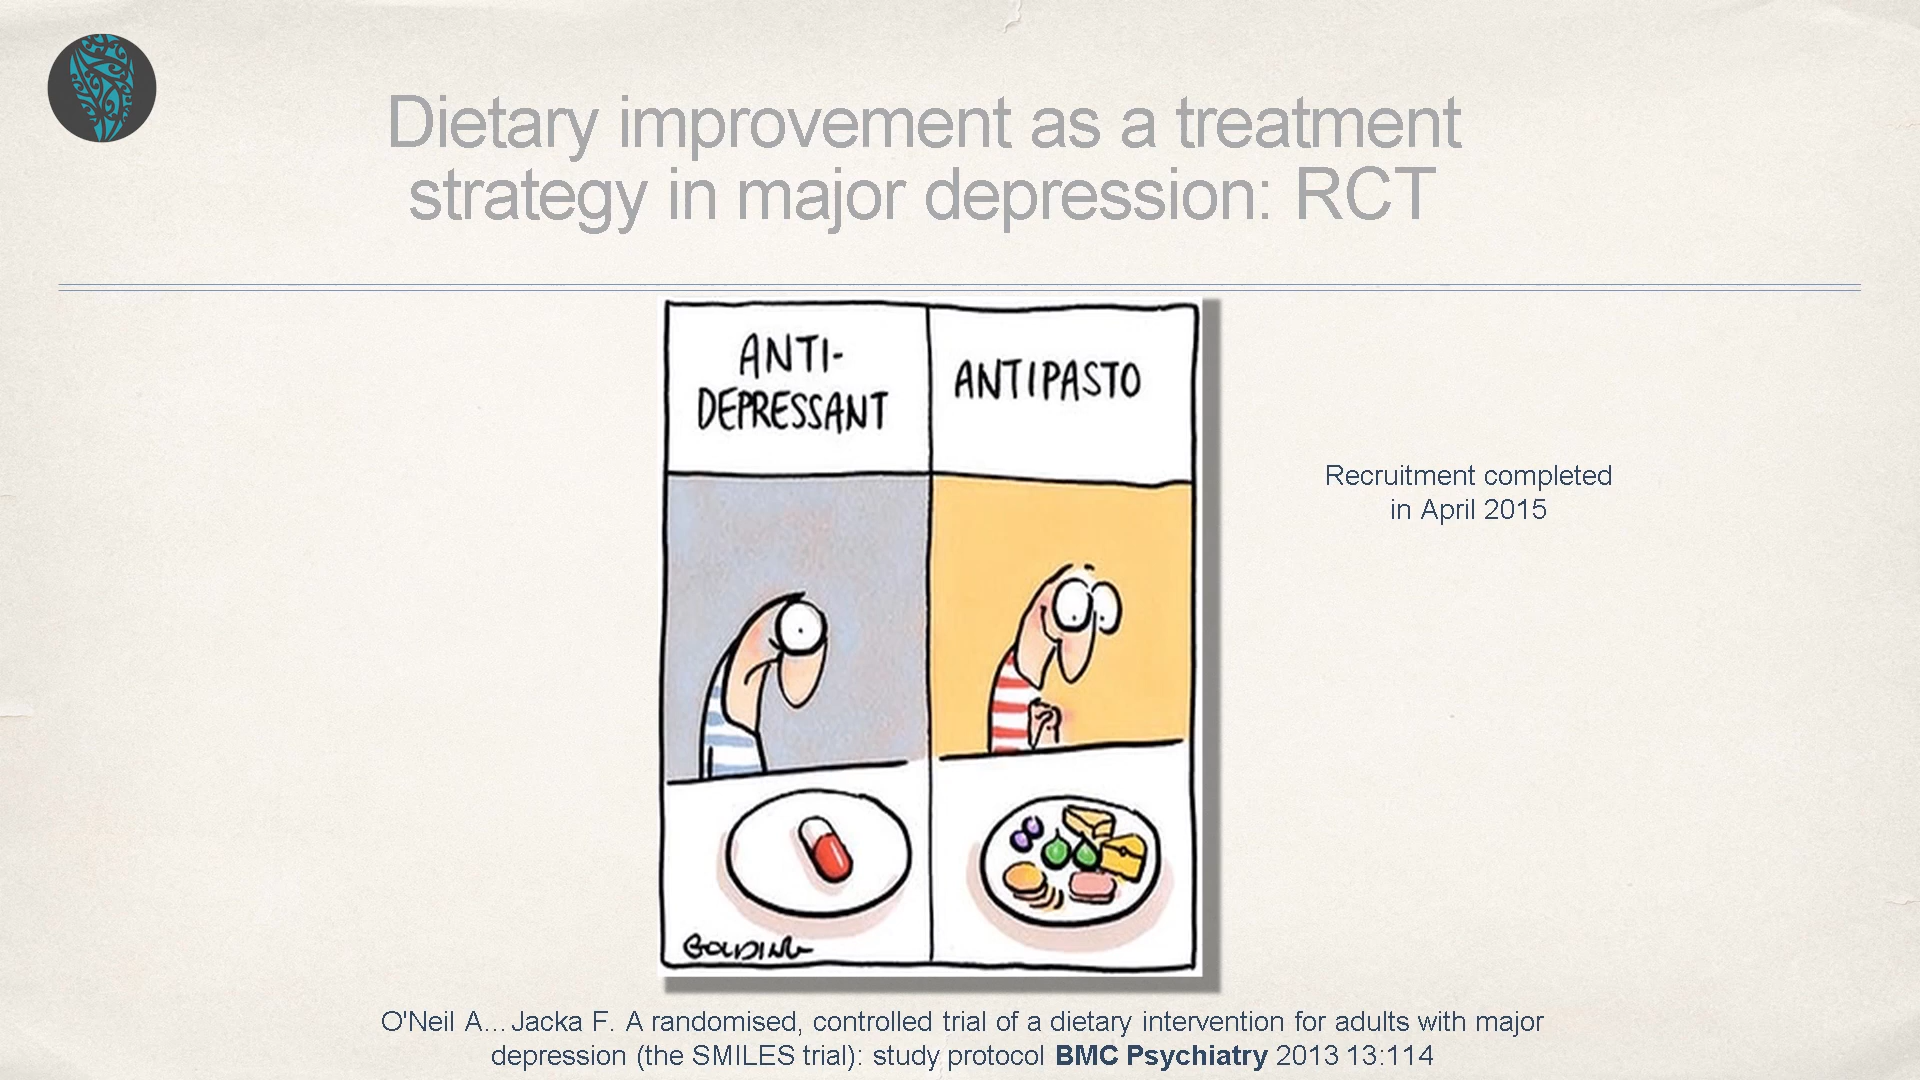 Dietary improvement as a treatment
strategy in major depression: RCT
ANTI-
DEPRESSANT
ANTIPASTO
Recruitment completed
in April 2015
GOLDING
O'Neil A... Jacka F. A randomised, controlled trial of a dietary intervention for adults with major
depression (the SMILES trial): study protocol BMC Psychiatry 2013 13:114